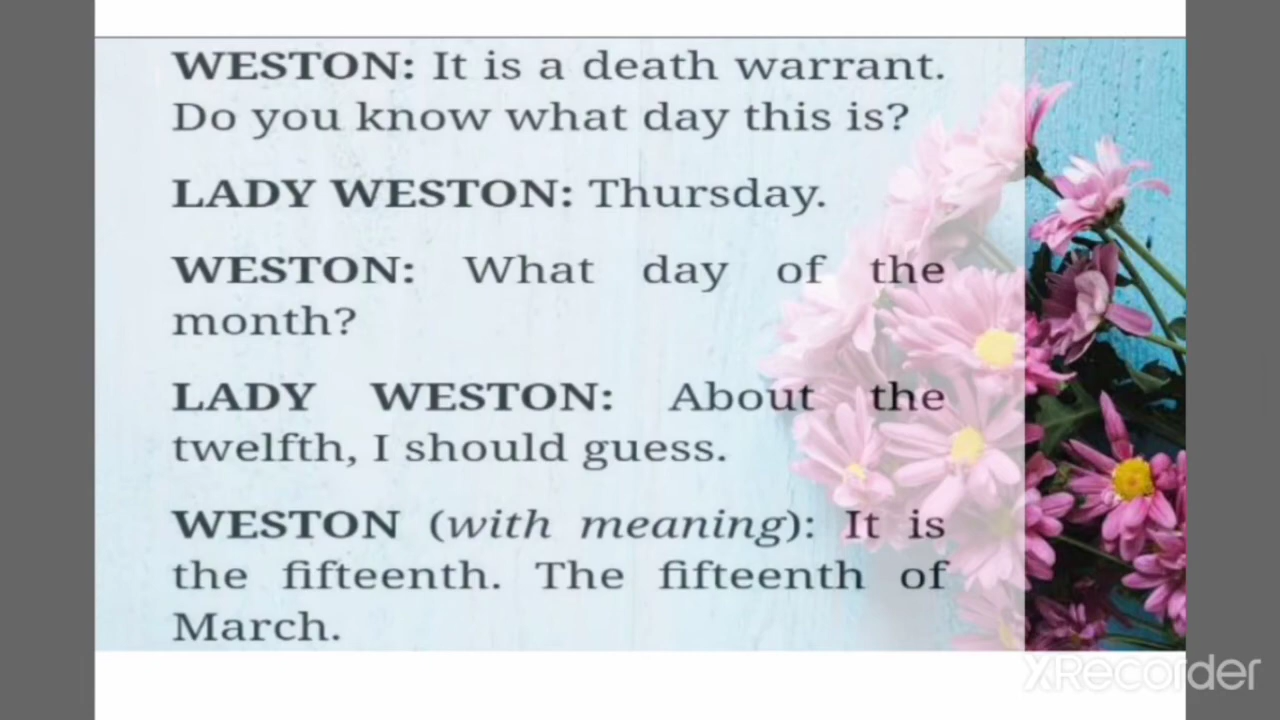 WESTON: It is a death warrant.
Do you know what day this is?
LADY WESTON: Thursday.
WESTON: What day of the
month?
LADY WESTON: About the
twelfth, I should guess.
WESTON (with meaning): It is
the fifteenth. The fifteenth of
March.
XRecorder